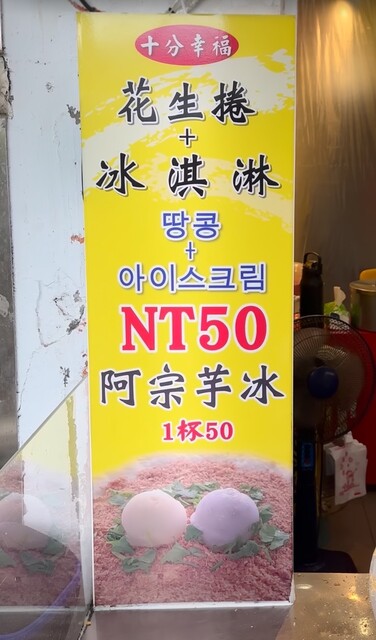 十分幸福
花生捲
+
冰淇淋
땅콩
+
아이스크림
NT50
阿宗芋冰
1杯50